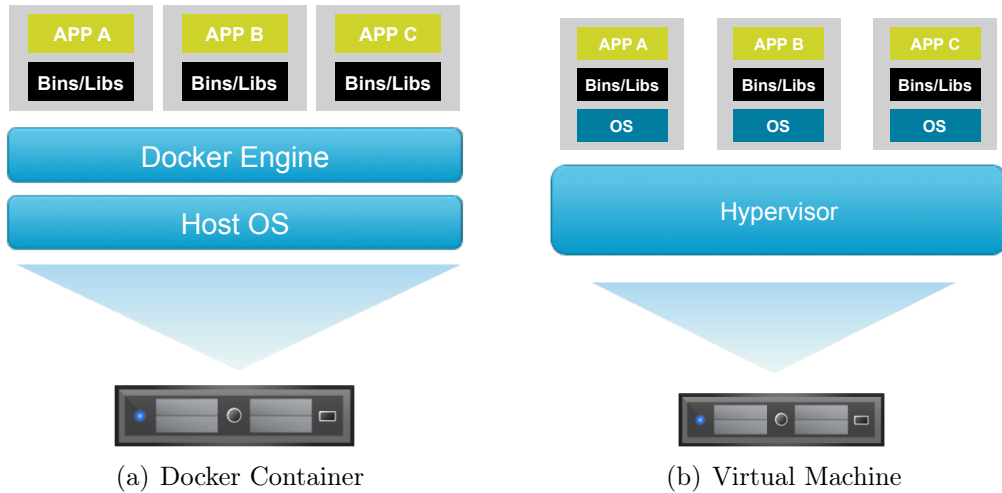 APP A
APP B
APP C
Bins/Libs
Bins/Libs
Bins/Libs
Docker Engine
Host OS
(a) Docker Container
APP A
APP B
APP C
Bins/Libs
Bins/Libs
Bins/Libs
OS
OS
OS
Hypervisor
(b) Virtual Machine